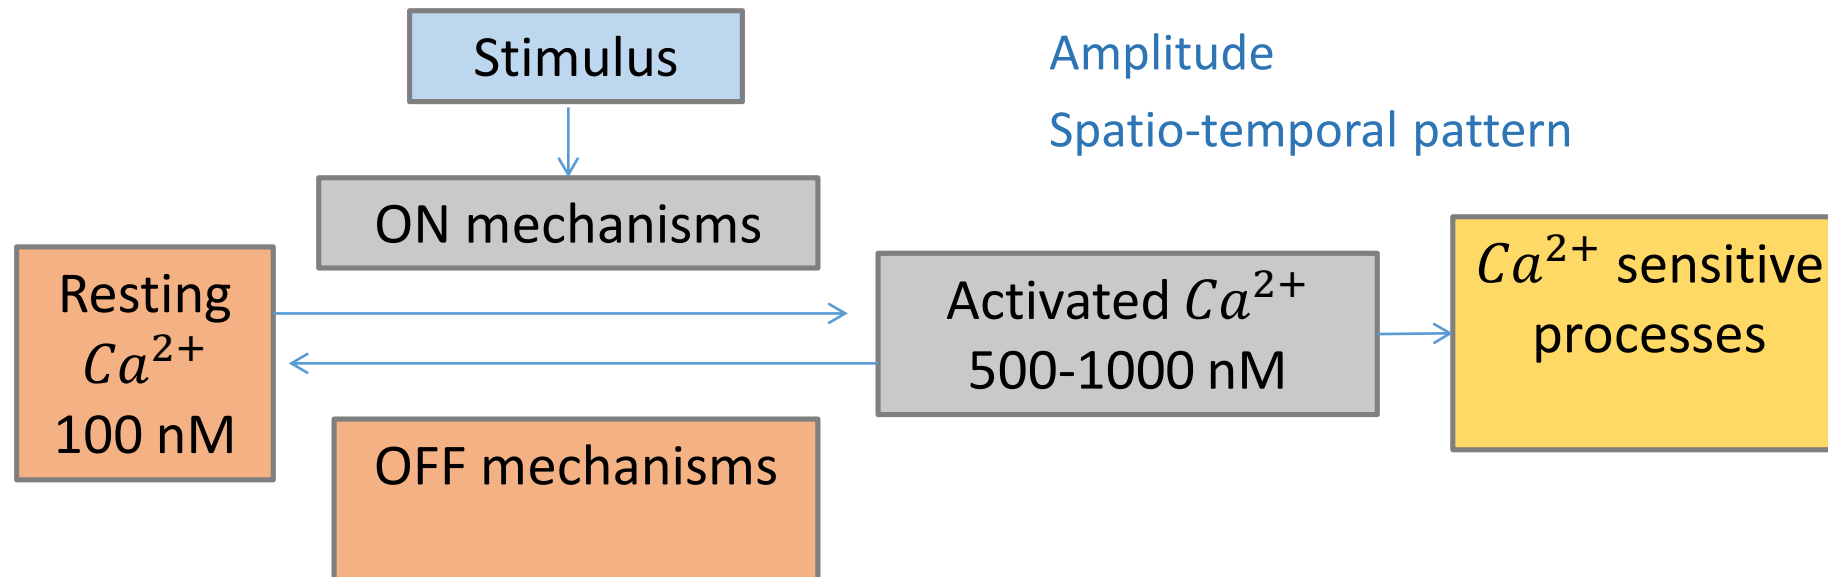 Stimulus
Amplitude
Spatio-temporal pattern
ON mechanisms
Resting
Ca²⁺
100 nM
Activated Ca²⁺
500-1000 nM
Ca²⁺ sensitive
processes
OFF mechanisms